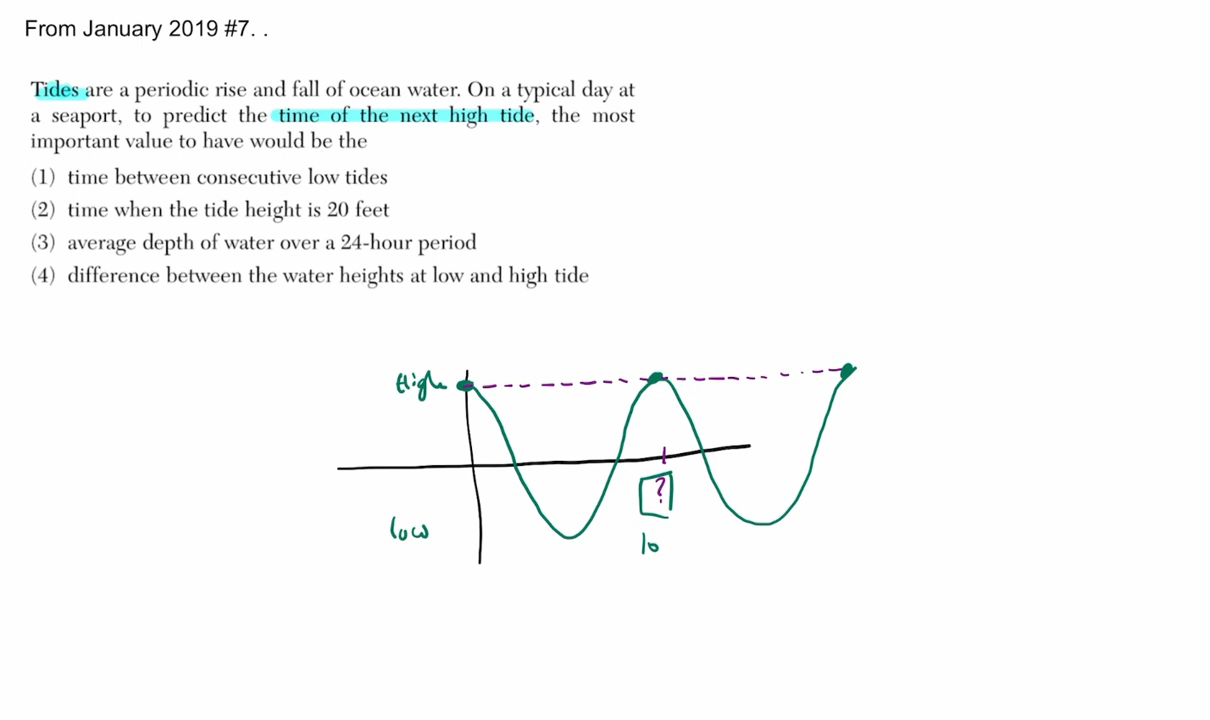 From January 2019 #7. .
Tides are a periodic rise and fall of ocean water. On a typical day at
a seaport, to predict the time of the next high tide, the most
important value to have would be the
(1) time between consecutive low tides
(2) time when the tide height is 20 feet
(3) average depth of water over a 24-hour period
(4) difference between the water heights at low and high tide
High
?
low
10